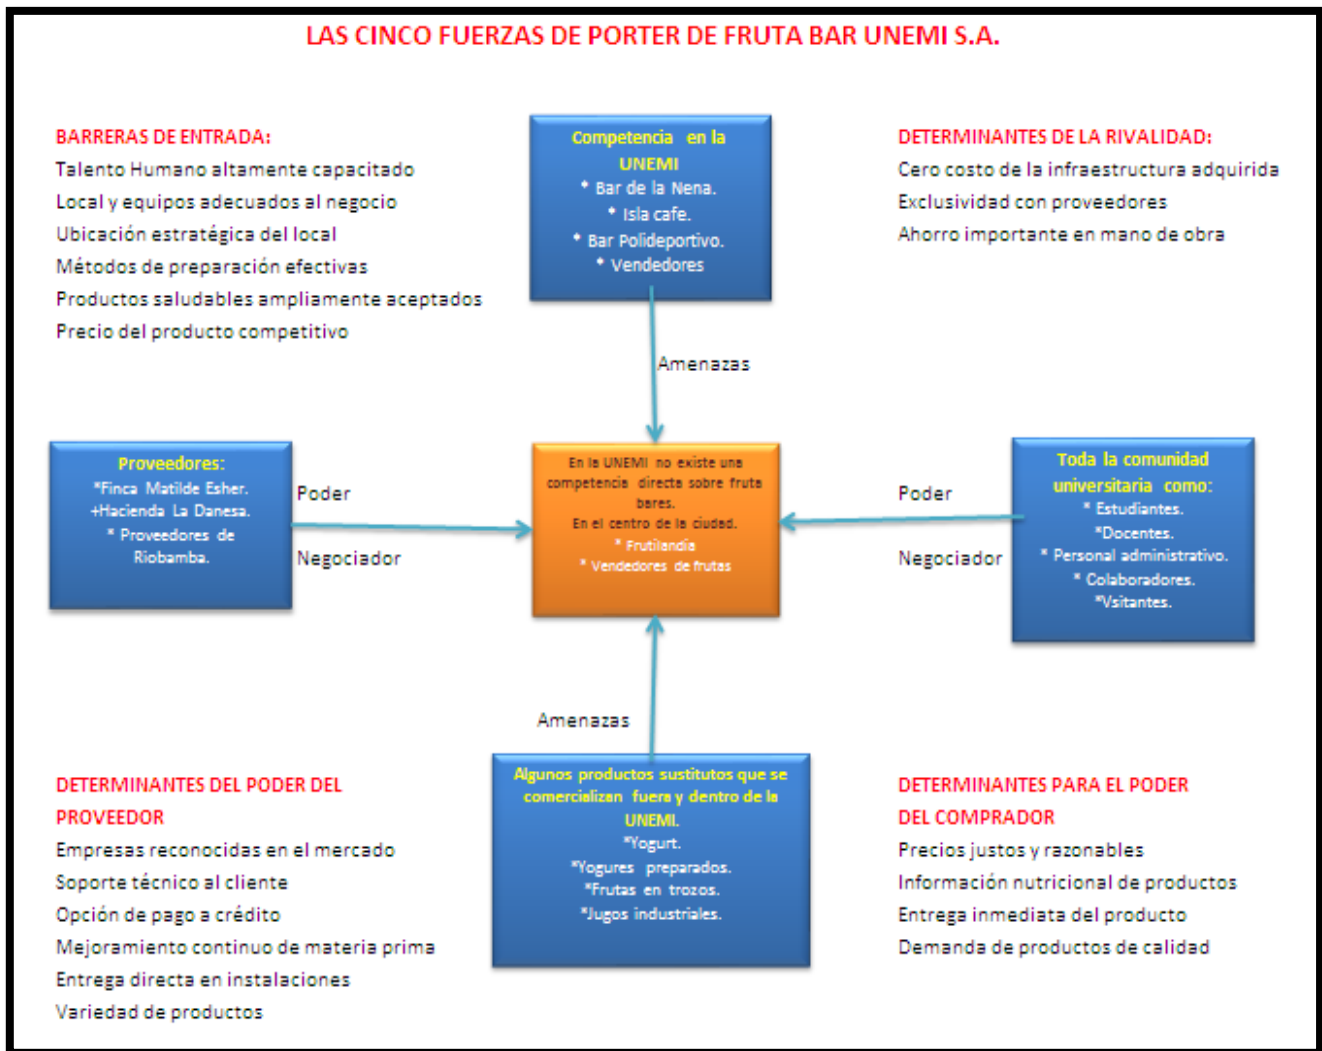 LAS CINCO FUERZAS DE PORTER DE FRUTA BAR UNEMI S.A.
BARRERAS DE ENTRADA:
Talento Humano altamente capacitado
Local y equipos adecuados al negocio
Ubicación estratégica del local
Métodos de preparación efectivas
Productos saludables ampliamente aceptados
Precio del producto competitivo
Competencia en la
UNEMI
* Bar de la Nena.
* Isla cafe.
* Bar Polideportivo.
* Vendedores
DETERMINANTES DE LA RIVALIDAD:
Cero costo de la infraestructura adquirida
Exclusividad con proveedores
Ahorro importante en mano de obra
Amenazas
Proveedores:
*Finca Matilde Esher.
+Hacienda La Danesa.
* Proveedores de
Riobamba.
Poder
Negociador
En la UNEMI no existe una
competencia directa sobre fruta
bares.
En el centro de la ciudad.
* Frutilandia
* Vendedores de frutas
Poder
Negociador
Toda la comunidad
universitaria como:
* Estudiantes.
*Docentes.
* Personal administrativo.
* Colaboradores.
*Vsitantes.
Amenazas
DETERMINANTES DEL PODER DEL
PROVEEDOR
Empresas reconocidas en el mercado
Soporte técnico al cliente
Opción de pago a crédito
Mejoramiento continuo de materia prima
Entrega directa en instalaciones
Variedad de productos
Algunos productos sustitutos que se
comercializan fuera y dentro de la
UNEMI.
*Yogurt.
*Yogures preparados.
*Frutas en trozos.
*Jugos industriales.
DETERMINANTES PARA EL PODER
DEL COMPRADOR
Precios justos y razonables
Información nutricional de productos
Entrega inmediata del producto
Demanda de productos de calidad